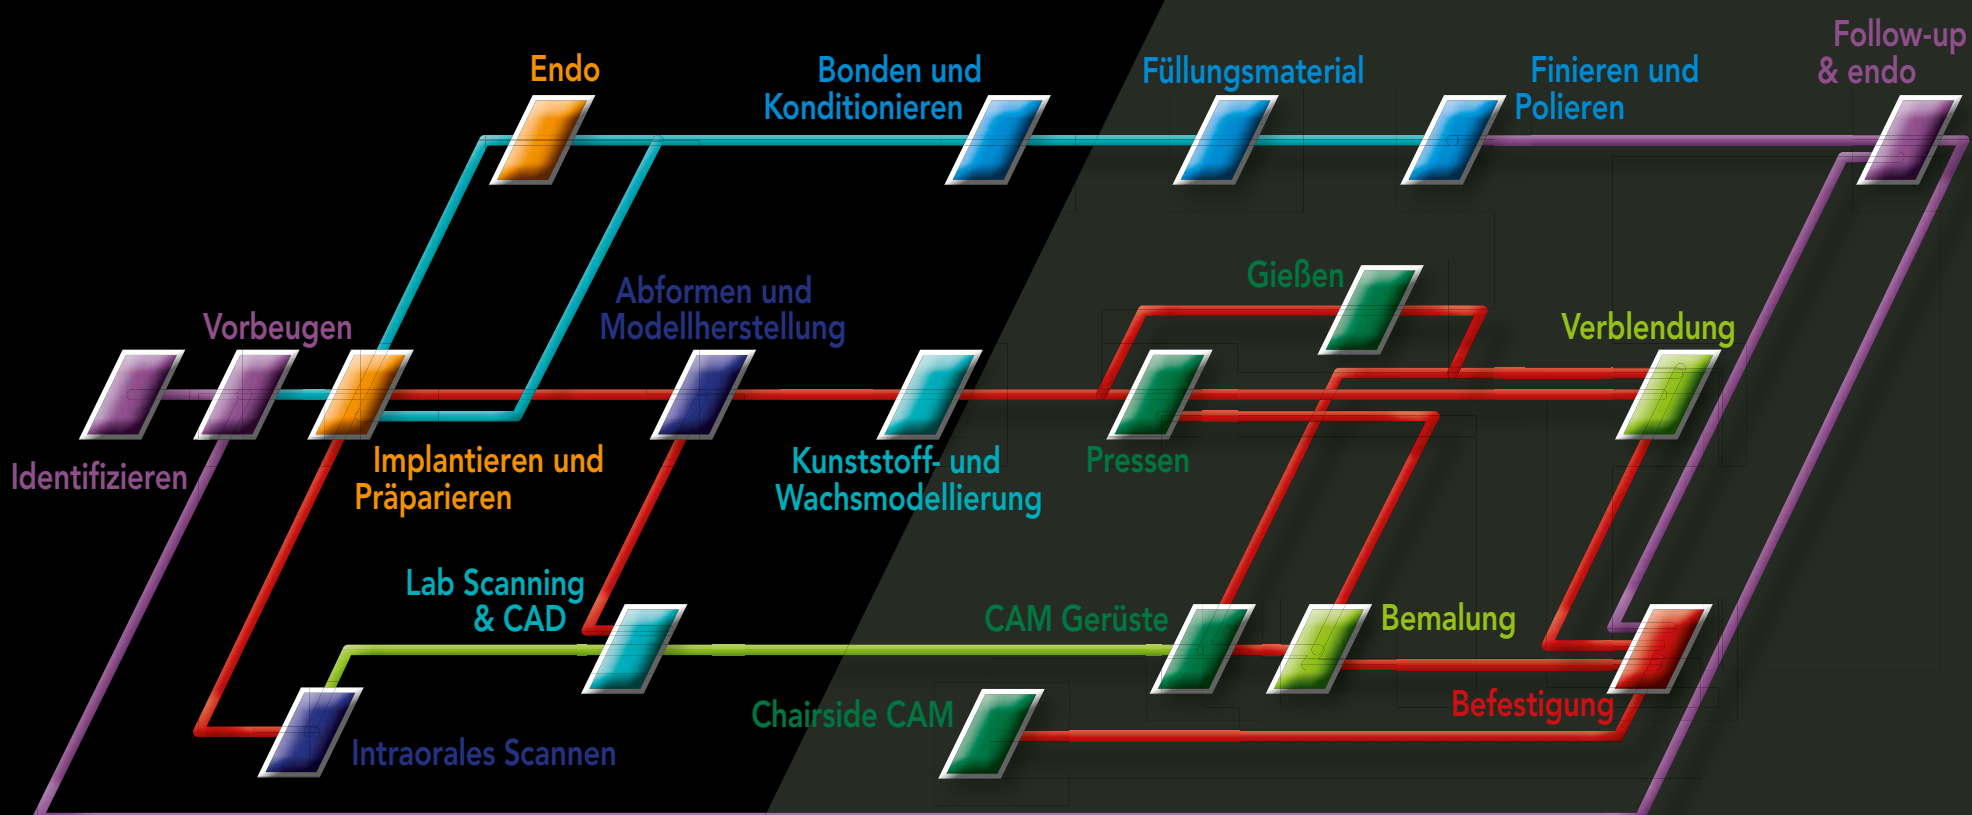 Follow-up
& endo
Endo
Bonden und
Konditionieren
Füllungsmaterial
Finieren und
Polieren
Gießen
Abformen und
Modellherstellung
Vorbeugen
Verblendung
Identifizieren
Implantieren und
Präparieren
Kunststoff- und
Wachsmodellierung
Pressen
Lab Scanning
& CAD
CAM Gerüste
Bemalung
Befestigung
Chairside CAM
Intraorales Scannen